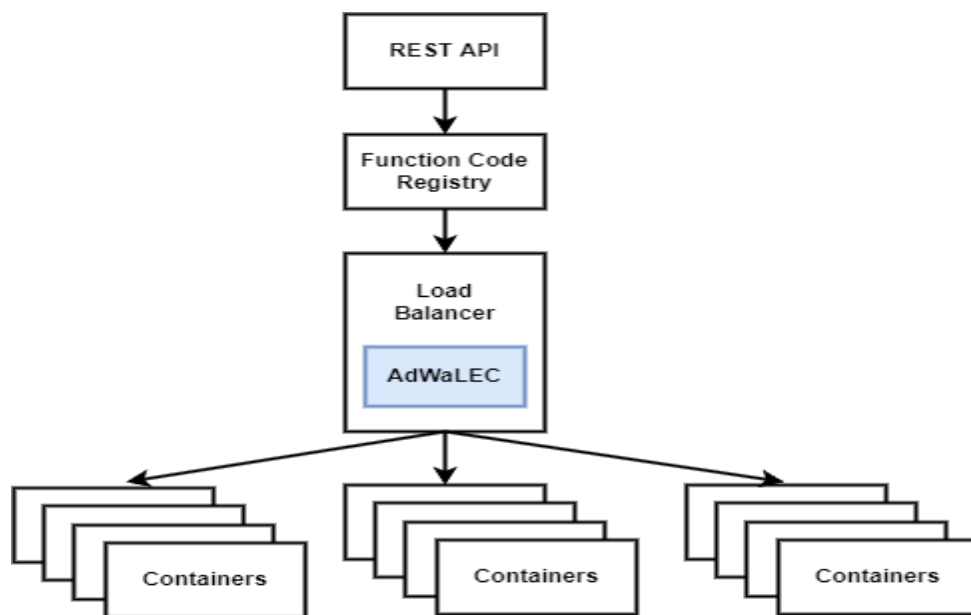 REST API
Function Code
Registry
Load
Balancer
AdWaLEC
Containers
Containers
Containers